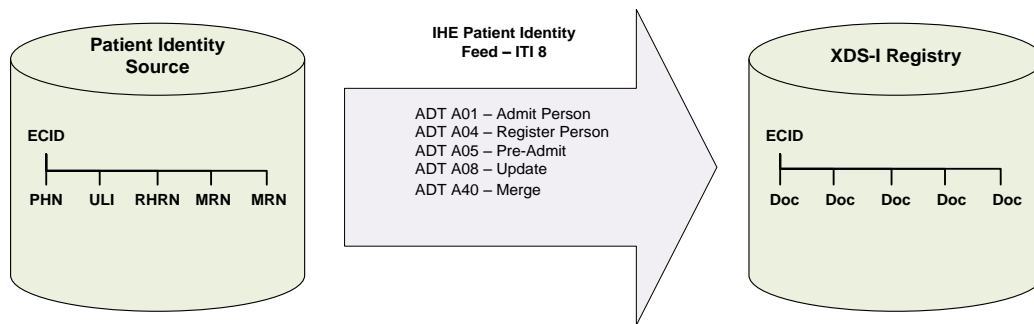 Patient Identity
Source
ECID
PHN ULI RHRN MRN MRN
IHE Patient Identity
Feed – ITI 8
ADT A01 – Admit Person
ADT A04 – Register Person
ADT A05 – Pre-Admit
ADT A08 – Update
ADT A40 – Merge
XDS-I Registry
ECID
Doc Doc Doc Doc Doc